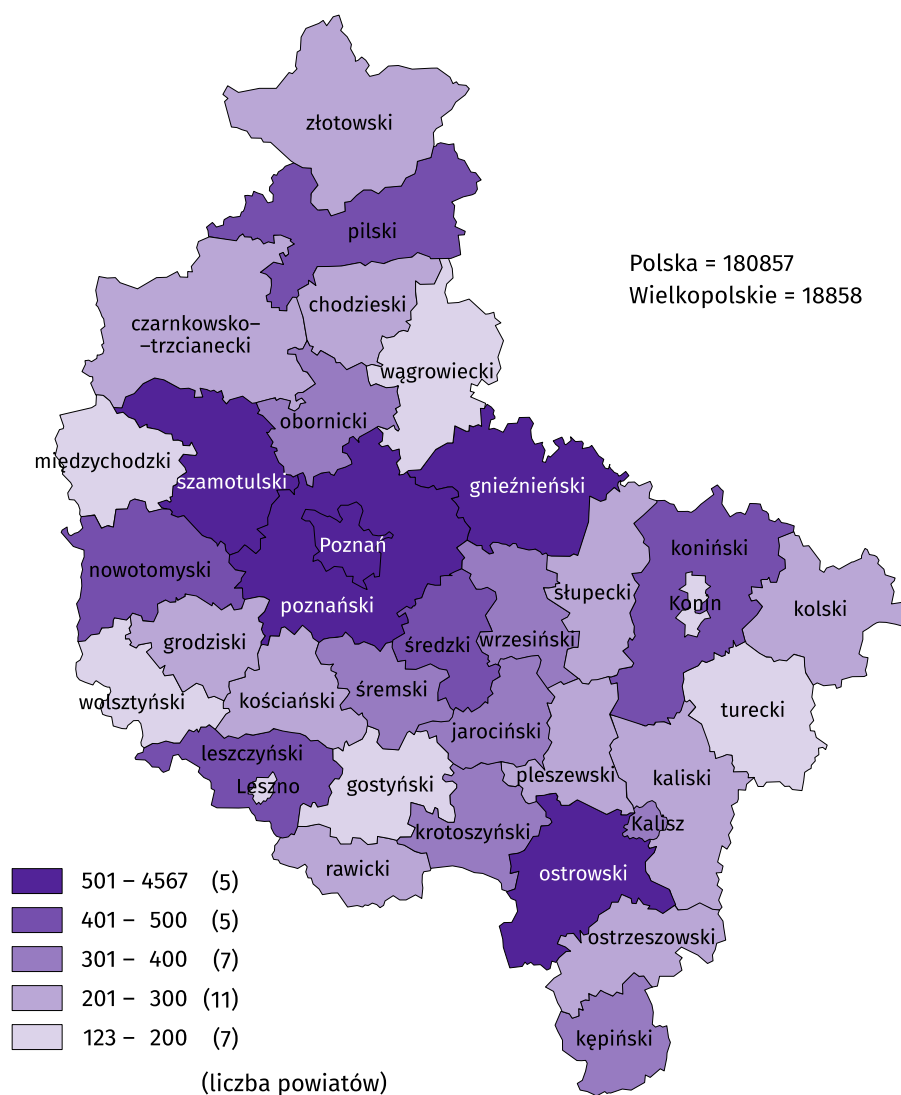 złotowski
pilski
Polska = 180857
Wielkopolskie = 18858
chodzieski
czarnkowsko–
–trzcianecki
wągrowiecki
obornicki
międzychodzki
szamotulski
gnieźnieński
Poznań
koniński
nowotomyski
słupecki
Konin
poznański
kolski
grodziski
średzki
wrzesiński
śremski
wolsztyński
kościański
turecki
jarociński
leszczyński
pleszewski
kaliski
Leszno
gostyński
krotoszyński
Kalisz
rawicki
ostrowski
501 – 4567 (5)
401 – 500 (5)
ostrzeszowski
301 – 400 (7)
201 – 300 (11)
123 – 200 (7)
kępiński
(liczba powiatów)